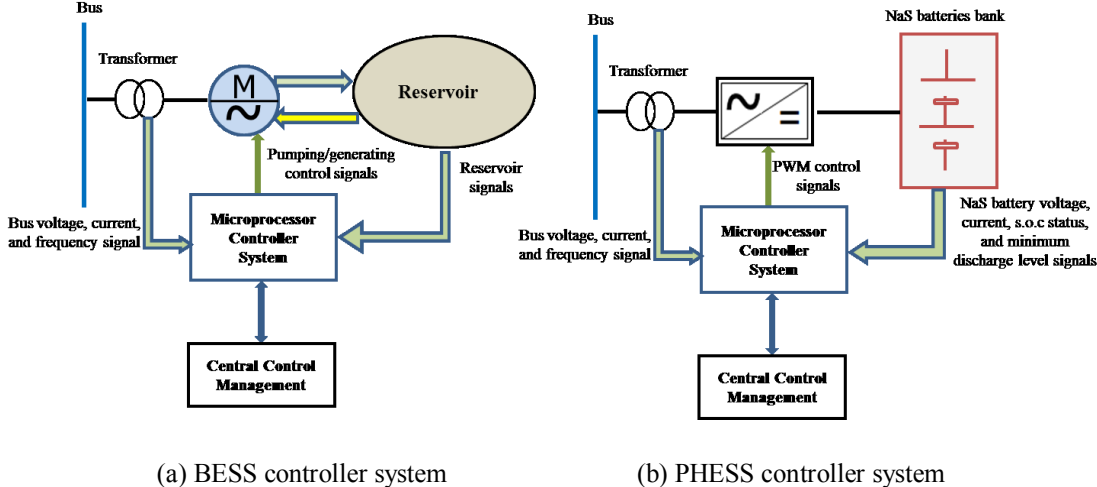 Bus
Transformer
M
~
Reservoir
Pumping/generating
control signals
Reservoir
signals
Bus voltage, current,
and frequency signal
Microprocessor
Controller
System
Central Control
Management
(a) BESS controller system
Bus
Transformer
~
=
NaS batteries bank
PWM control
signals
Bus voltage, current,
and frequency signal
Microprocessor
Controller
System
NaS battery voltage,
current, s.o.c status,
and minimum
discharge level signals
Central Control
Management
(b) PHESS controller system